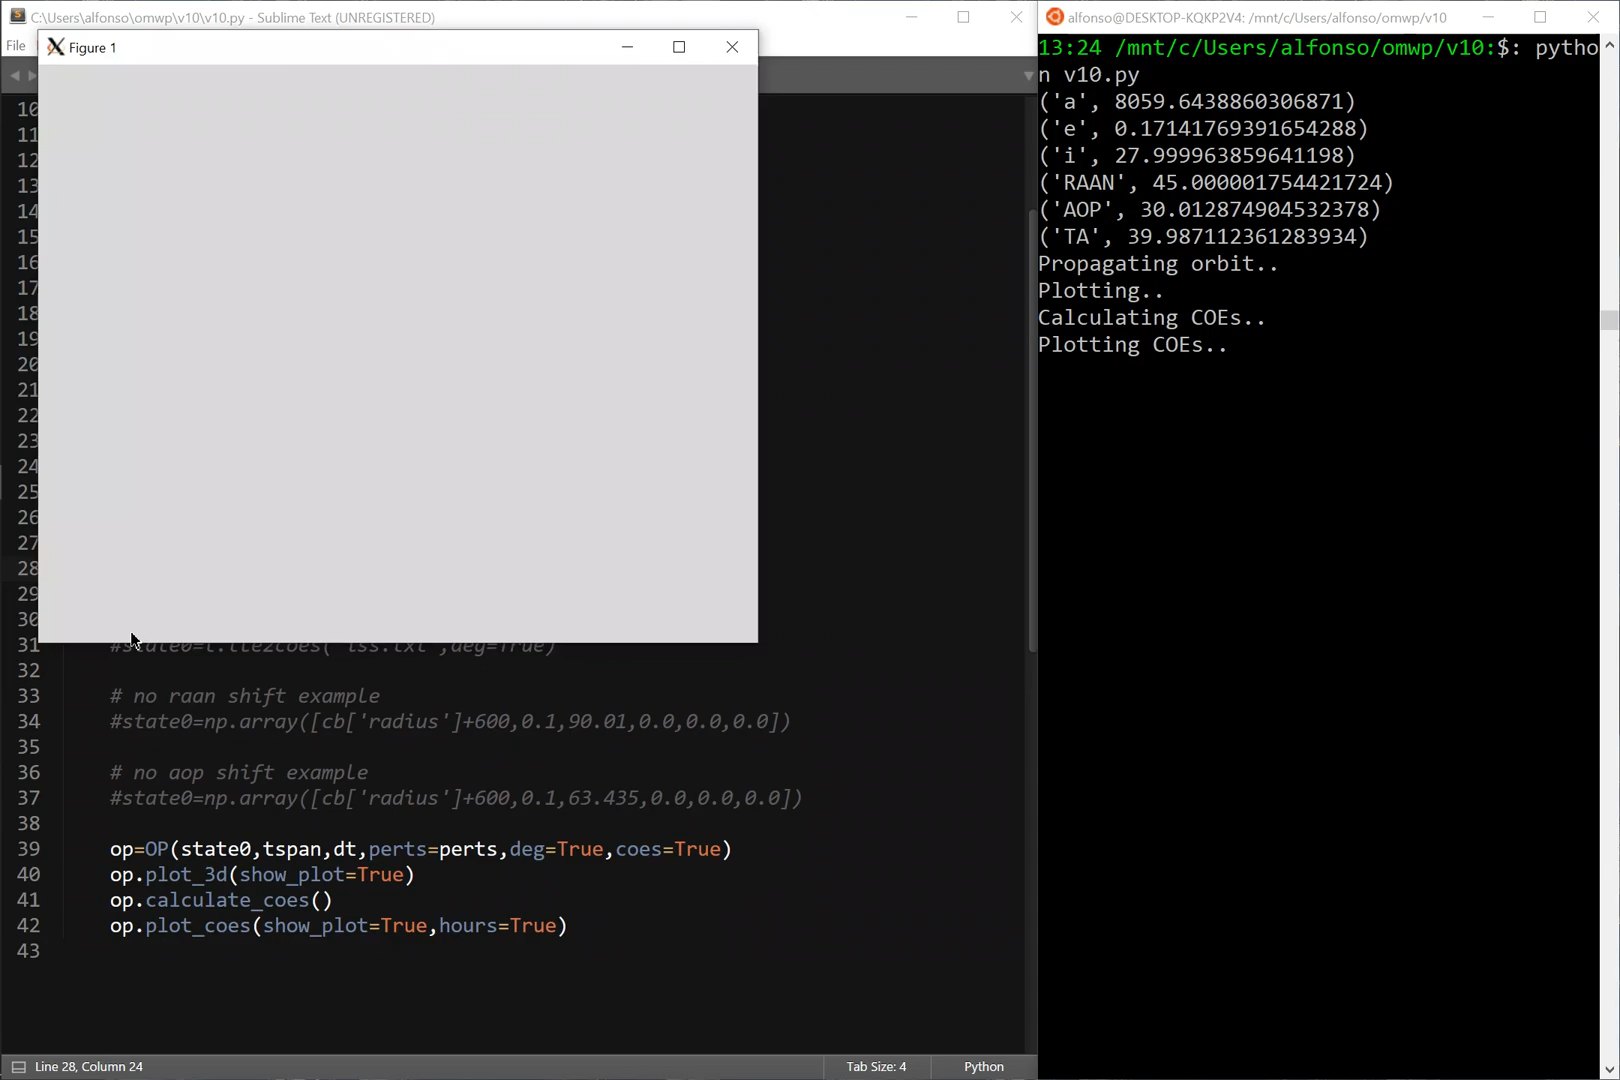 C:\Users\alfonso\omwp\v10\v10.py - Sublime Text (UNREGISTERED)
File
Figure 1
10
11
12
13
14
15
16
17
18
19
20
21
22
23
24
25
26
27
28
29
30
31 #state0=t.tle2coes( iss.txt ,deg=True)
32
33 # no raan shift example
34 #state0=np.array([cb['radius']+600,0.1,90.01,0.0,0.0,0.0])
35
36 # no aop shift example
37 #state0=np.array([cb['radius']+600,0.1,63.435,0.0,0.0,0.0])
38
39 op=OP(state0,tspan,dt,perts=perts,deg=True,coes=True)
40 op.plot_3d(show_plot=True)
41 op.calculate_coes()
42 op.plot_coes(show_plot=True,hours=True)
43
Line 28, Column 24
Tab Size: 4
Python
alfonso@DESKTOP-KQKP2V4: /mnt/c/Users/alfonso/omwp/v10
13:24 /mnt/c/Users/alfonso/omwp/v10:$: pytho
n v10.py
('a', 8059.6438860306871)
('e', 0.17141769391654288)
('i', 27.999963859641198)
('RAAN', 45.000001754421724)
('AOP', 30.012874904532378)
('TA', 39.987112361283934)
Propagating orbit..
Plotting..
Calculating COEs..
Plotting COEs..